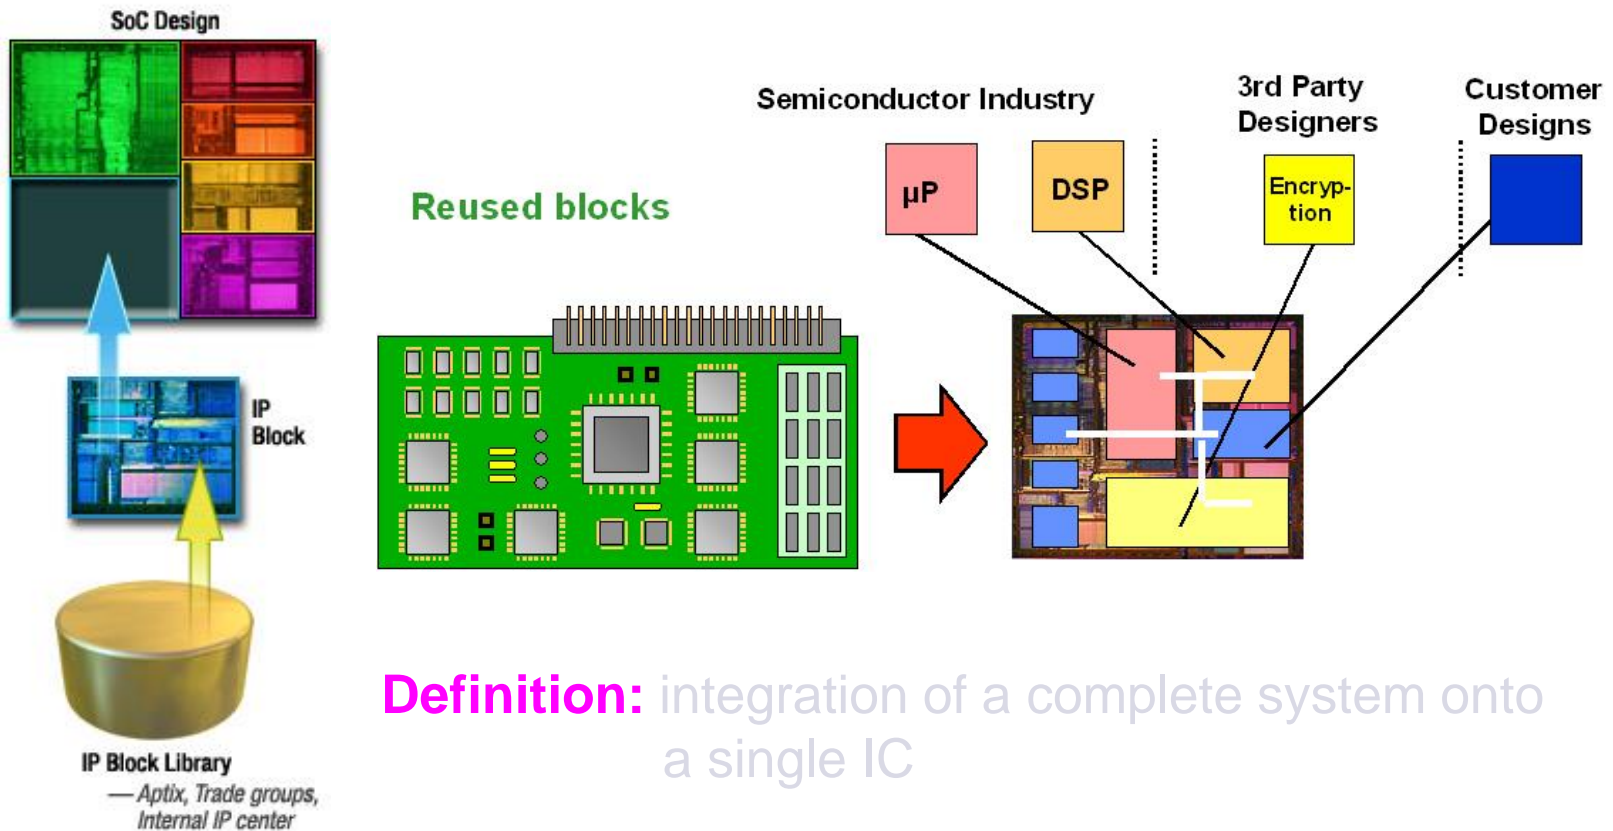 SoC Design
IP
Block
IP Block Library
— Aptix, Trade groups,
Internal IP center
Reused blocks
Semiconductor Industry
3rd Party
Designers
Customer
Designs
µP
DSP
Encryp-
tion
Definition: integration of a complete system onto
a single IC